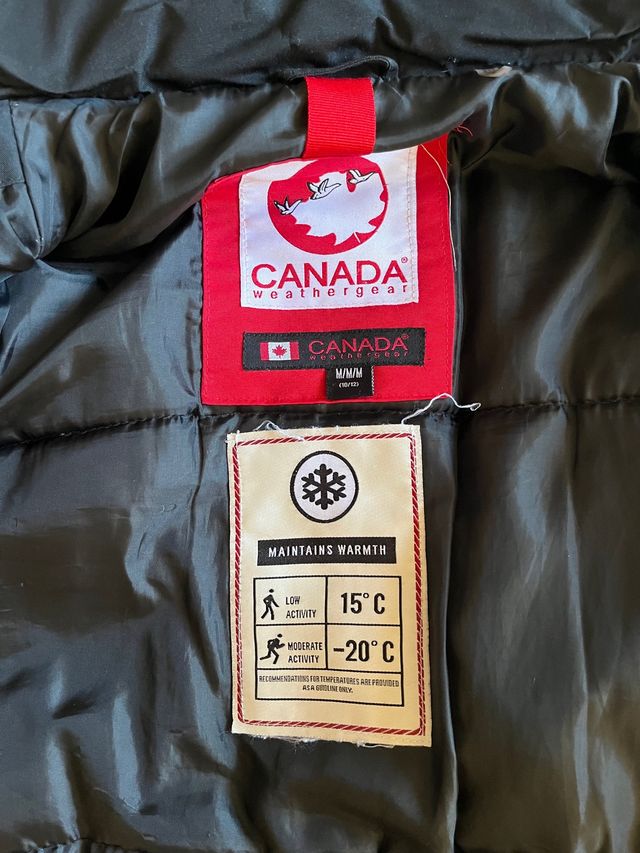 CANADA®
weathergear
CANADA®
weathergear
M/M/M
(10/12)
MAINTAINS WARMTH
LOW
ACTIVITY
15°C
MODERATE
ACTIVITY
-20°C
RECOMMENDATIONS FOR TEMPERATURES ARE PROVIDED
AS A GUIDLINE ONLY.